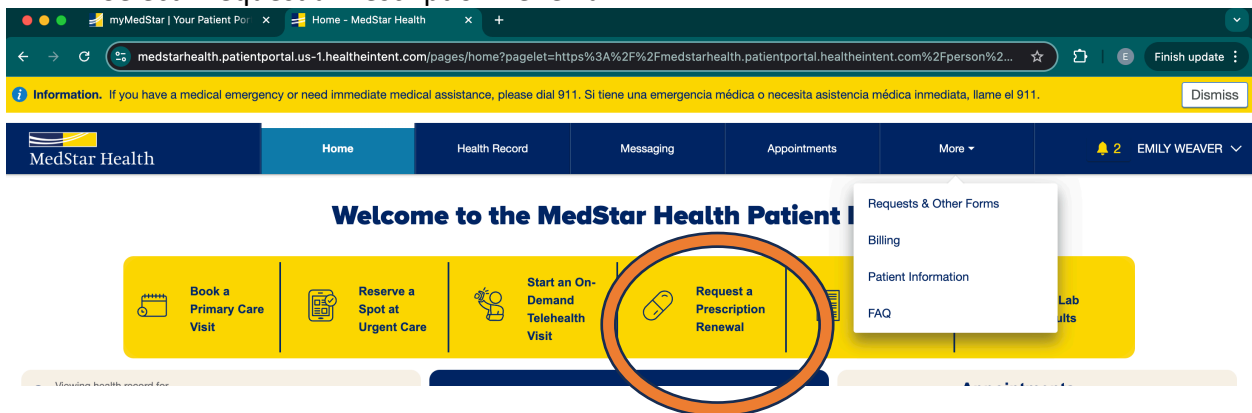 myMedStar | Your Patient Por
Home - MedStar Health
medstarhealth.patientportal.us-1.healtheintent.com/pages/home?pagelet=https%3A%2F%2Fmedstarhealth.patientportal.healtheintent.com%2Fperson%2...
E
Finish update
Information. If you have a medical emergency or need immediate medical assistance, please dial 911. Si tiene una emergencia médica o necesita asistencia médica inmediata, llame el 911.
Dismiss
MedStar Health
Home
Health Record
Messaging
Appointments
More
2
EMILY WEAVER
Requests & Other Forms
Billing
Patient Information
FAQ
Welcome to the MedStar Health Patient
Book a
Primary Care
Visit
Reserve a
Spot at
Urgent Care
Start an On-
Demand
Telehealth
Visit
Request a
Prescription
Renewal
Lab